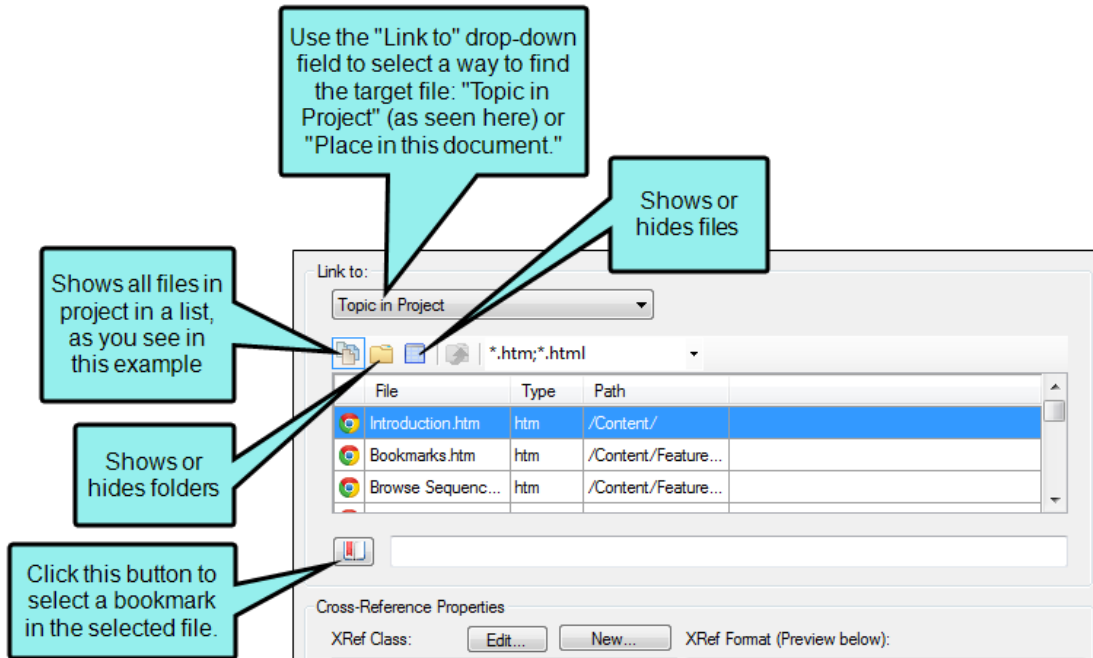 Use the "Link to" drop-down
field to select a way to find
the target file: "Topic in
Project" (as seen here) or
"Place in this document."
Shows or
hides files
Shows all files in
project in a list,
as you see in
this example
Shows or
hides folders
Click this button to
select a bookmark
in the selected file.
Link to:
Topic in Project
*.htm;*.html
File Type Path
Introduction.htm htm /Content/
Bookmarks.htm htm /Content/Feature...
Browse Sequenc... htm /Content/Feature...
Cross-Reference Properties
XRef Class: Edit... New... XRef Format (Preview below):